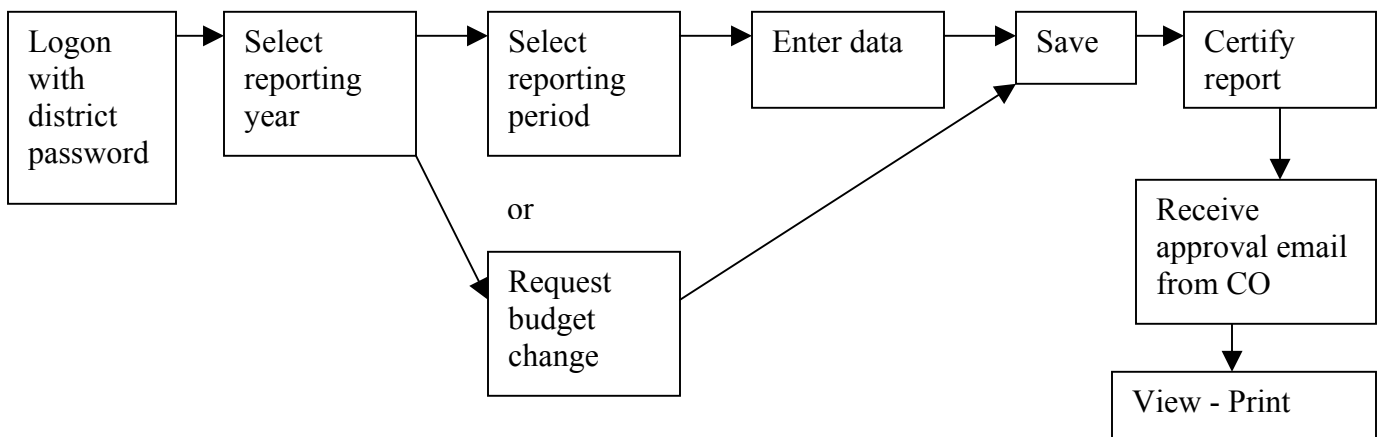 Logon
with
district
password
Select
reporting
year
Select
reporting
period
Enter data
Save
Certify
report
or
Request
budget
change
Receive
approval email
from CO
View - Print